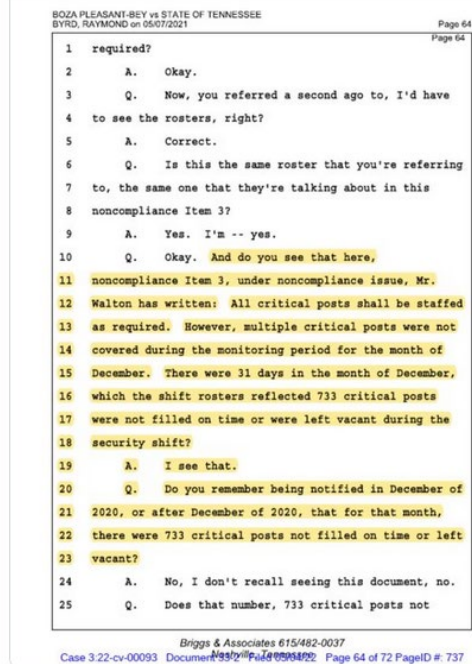 BOZA PLEASANT-BEY vs STATE OF TENNESSEE
BYRD, RAYMOND on 05/07/2021 Page 64
Page 64
1 required?
2 A. Okay.
3 Q. Now, you referred a second ago to, I'd have
4 to see the rosters, right?
5 A. Correct.
6 Q. Is this the same roster that you're referring
7 to, the same one that they're talking about in this
8 noncompliance Item 3?
9 A. Yes. I'm -- yes.
10 Q. Okay. And do you see that here,
11 noncompliance Item 3, under noncompliance issue, Mr.
12 Walton has written: All critical posts shall be staffed
13 as required. However, multiple critical posts were not
14 covered during the monitoring period for the month of
15 December. There were 31 days in the month of December,
16 which the shift rosters reflected 733 critical posts
17 were not filled on time or were left vacant during the
18 security shift?
19 A. I see that.
20 Q. Do you remember being notified in December of
21 2020, or after December of 2020, that for that month,
22 there were 733 critical posts not filled on time or left
23 vacant?
24 A. No, I don't recall seeing this document, no.
25 Q. Does that number, 733 critical posts not
Briggs & Associates 615/482-0037
Nashville, Tennessee
Case 3:22-cv-00093 Document 33-2 Filed 05/04/22 Page 64 of 72 PageID #: 737